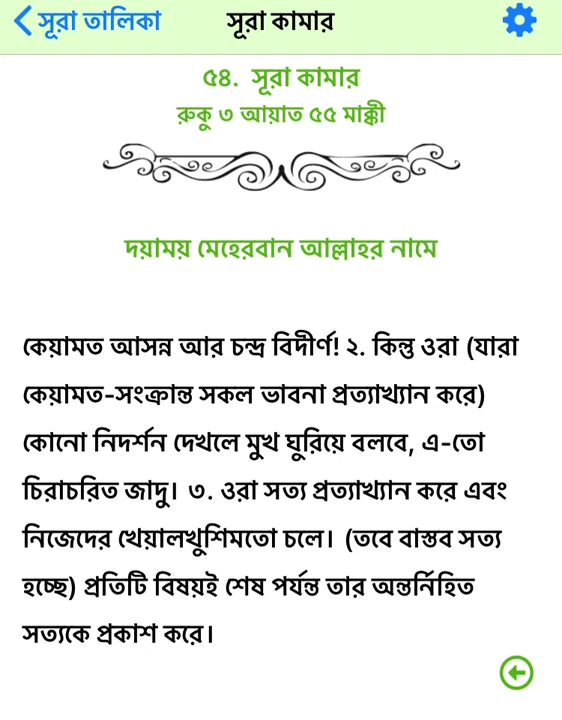 সূরা তালিকা সূরা কামার
৫৪. সূরা কামার
রুকু ৩ আয়াত ৫৫ মাক্কী
দয়াময় মেহেরবান আল্লাহর নামে
কেয়ামত আসন্ন আর চন্দ্র বিদীর্ণ! ২. কিন্তু ওরা (যারা
কেয়ামত-সংক্রান্ত সকল ভাবনা প্রত্যাখ্যান করে)
কোনো নিদর্শন দেখলে মুখ ঘুরিয়ে বলবে, এ-তো
চিরাচরিত জাদু। ৩. ওরা সত্য প্রত্যাখ্যান করে এবং
নিজেদের খেয়ালখুশিমতো চলে। (তবে বাস্তব সত্য
হচ্ছে) প্রতিটি বিষয়ই শেষ পর্যন্ত তার অন্তর্নিহিত
সত্যকে প্রকাশ করে।